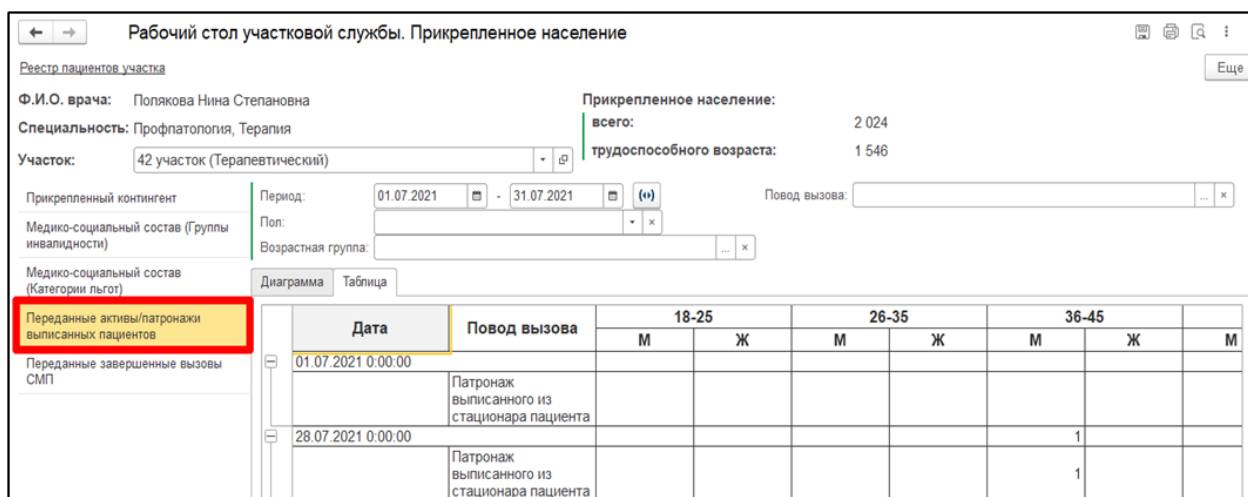 Рабочий стол участковой службы. Прикрепленное население
Реестр пациентов участка
Еще
Ф.И.О. врача: Полякова Нина Степановна
Прикрепленное население:
Специальность: Профпатология, Терапия
всего: 2 024
Участок: 42 участок (Терапевтический)
трудоспособного возраста: 1 546
Прикрепленный контингент
Медико-социальный состав (Группы
инвалидности)
Медико-социальный состав
(Категории льгот)
Переданные активы/патронажи
выписанных пациентов
Переданные завершенные вызовы
СМП
Период: 01.07.2021 - 31.07.2021
Повод вызова:
Пол:
Возрастная группа:
Диаграмма Таблица
Дата Повод вызова 18-25 26-35 36-45
М Ж М Ж М Ж М
01.07.2021 0:00:00
Патронаж
выписанного из
стационара пациента
28.07.2021 0:00:00 1
Патронаж
выписанного из 1
стационара пациента